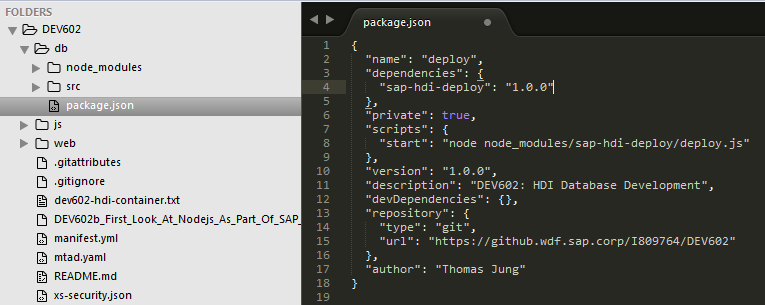 FOLDERS
DEV602
db
node_modules
src
package.json
js
web
.gitattributes
.gitignore
dev602-hdi-container.txt
DEV602b_First_Look_At_Nodejs_As_Part_Of_SAP_
manifest.yml
mtad.yaml
README.md
xs-security.json
package.json
1 {
2 "name": "deploy",
3 "dependencies": {
4 "sap-hdi-deploy": "1.0.0"
5 },
6 "private": true,
7 "scripts": {
8 "start": "node node_modules/sap-hdi-deploy/deploy.js"
9 },
10 "version": "1.0.0",
11 "description": "DEV602: HDI Database Development",
12 "devDependencies": {},
13 "repository": {
14 "type": "git",
15 "url": "https://github.wdf.sap.corp/I809764/DEV602"
16 },
17 "author": "Thomas Jung"
18 }
19